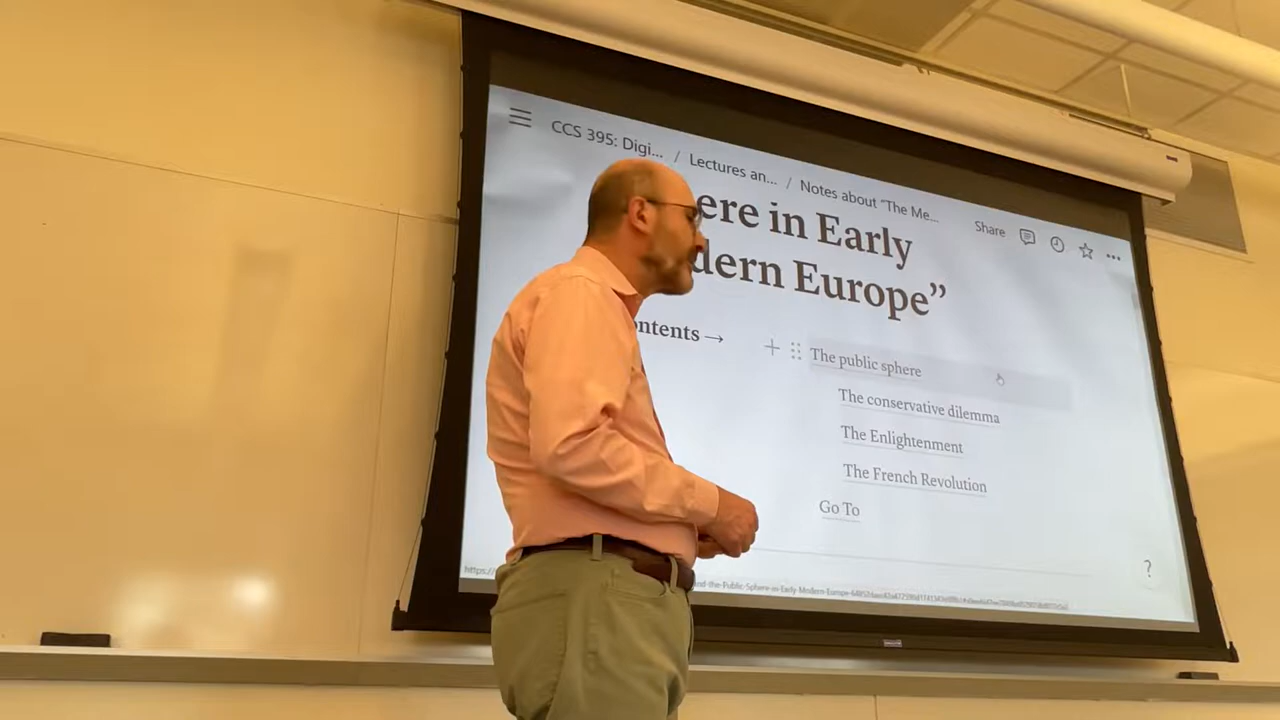 CCS 395: Digi... / Lectures an... / Notes about "The Me...
Share
ere in Early
dern Europe”
ntents →
The public sphere
The conservative dilemma
The Enlightenment
The French Revolution
Go To
?